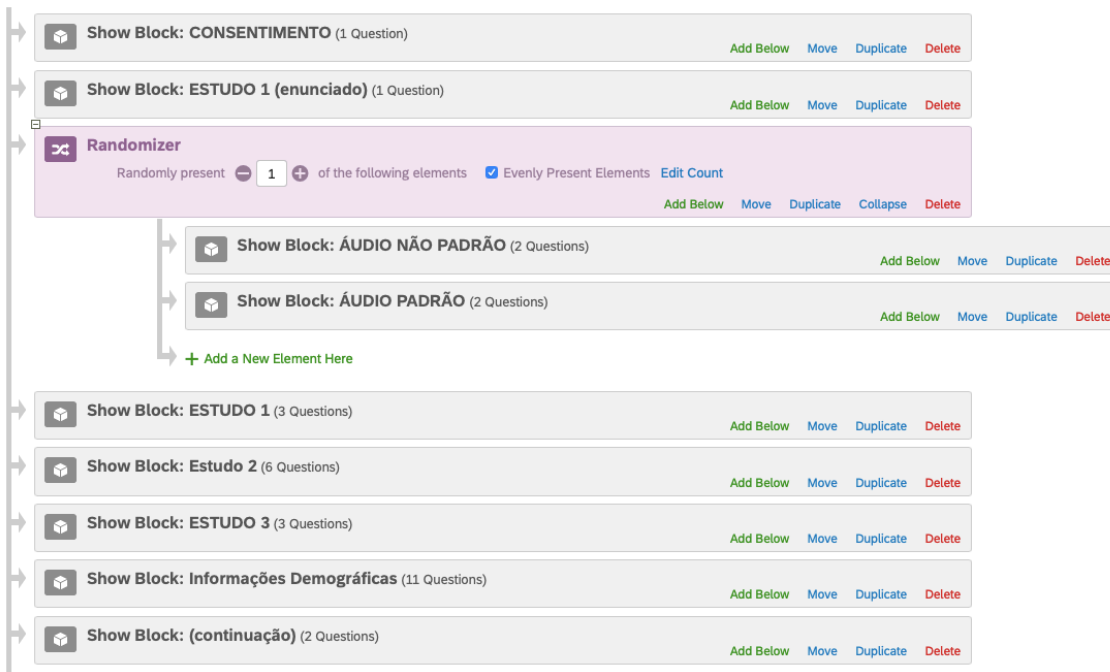 Show Block: CONSENTIMENTO (1 Question)
Add Below Move Duplicate Delete
Show Block: ESTUDO 1 (enunciado) (1 Question)
Add Below Move Duplicate Delete
Randomizer
Randomly present 1 of the following elements Evenly Present Elements Edit Count
Add Below Move Duplicate Collapse Delete
Show Block: ÁUDIO NÃO PADRÃO (2 Questions)
Add Below Move Duplicate Delete
Show Block: ÁUDIO PADRÃO (2 Questions)
Add Below Move Duplicate Delete
+ Add a New Element Here
Show Block: ESTUDO 1 (3 Questions)
Add Below Move Duplicate Delete
Show Block: Estudo 2 (6 Questions)
Add Below Move Duplicate Delete
Show Block: ESTUDO 3 (3 Questions)
Add Below Move Duplicate Delete
Show Block: Informações Demográficas (11 Questions)
Add Below Move Duplicate Delete
Show Block: (continuação) (2 Questions)
Add Below Move Duplicate Delete